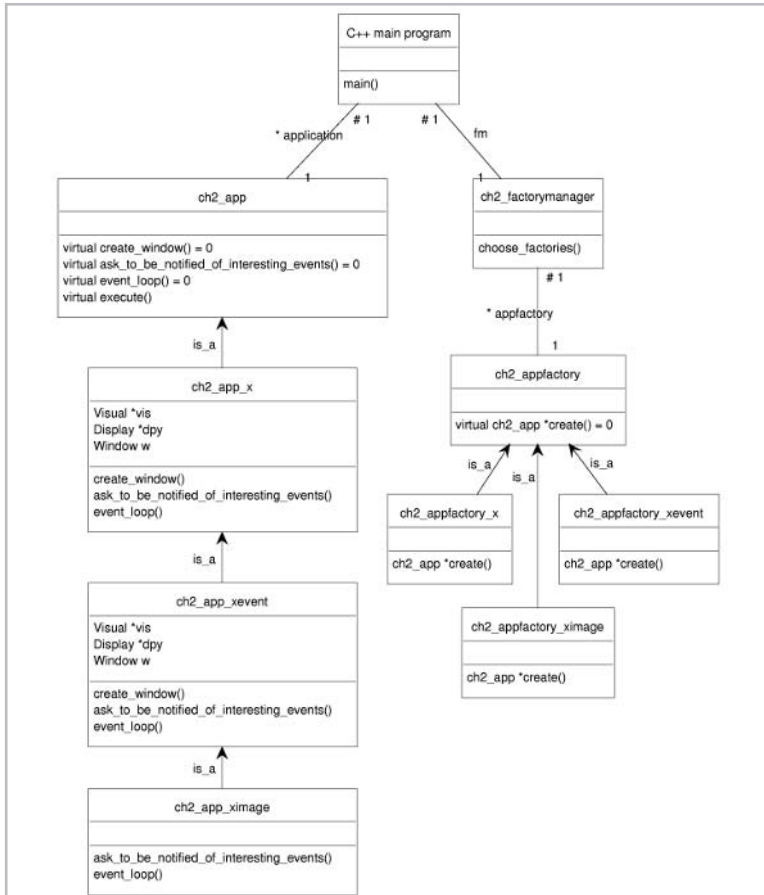 C++ main program
main()
# 1
# 1
* application
fm
1
1
ch2_app
virtual create_window() = 0
virtual ask_to_be_notified_of_interesting_events() = 0
virtual event_loop() = 0
virtual execute()
ch2_factorymanager
choose_factories()
# 1
* appfactory
1
is_a
ch2_app_x
Visual *vis
Display *dpy
Window w
create_window()
ask_to_be_notified_of_interesting_events()
event_loop()
ch2_appfactory
virtual ch2_app *create() = 0
is_a
is_a
is_a
ch2_appfactory_x
ch2_app *create()
ch2_appfactory_xevent
ch2_app *create()
is_a
ch2_app_xevent
Visual *vis
Display *dpy
Window w
create_window()
ask_to_be_notified_of_interesting_events()
event_loop()
ch2_appfactory_ximage
ch2_app *create()
is_a
ch2_app_ximage
ask_to_be_notified_of_interesting_events()
event_loop()